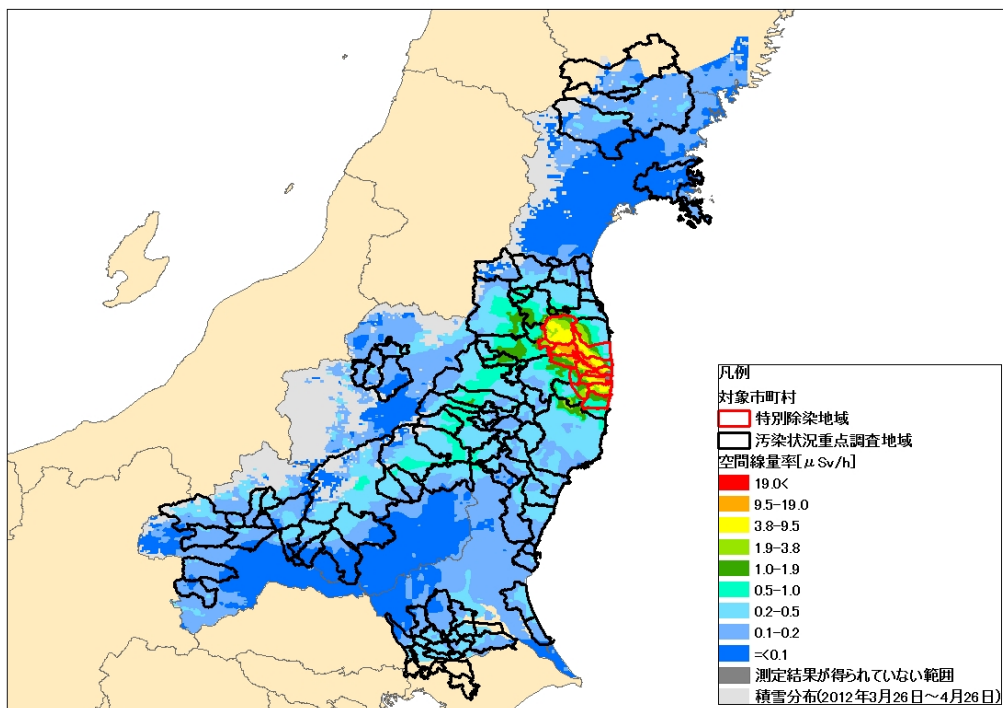 凡例
対象市町村
特別除染地域
汚染状況重点調査地域
空間線量率[μSv/h]
19.0<
9.5-19.0
3.8-9.5
1.9-3.8
1.0-1.9
0.5-1.0
0.2-0.5
0.1-0.2
=<0.1
測定結果が得られていない範囲
積雪分布(2012年3月26日～4月26日)